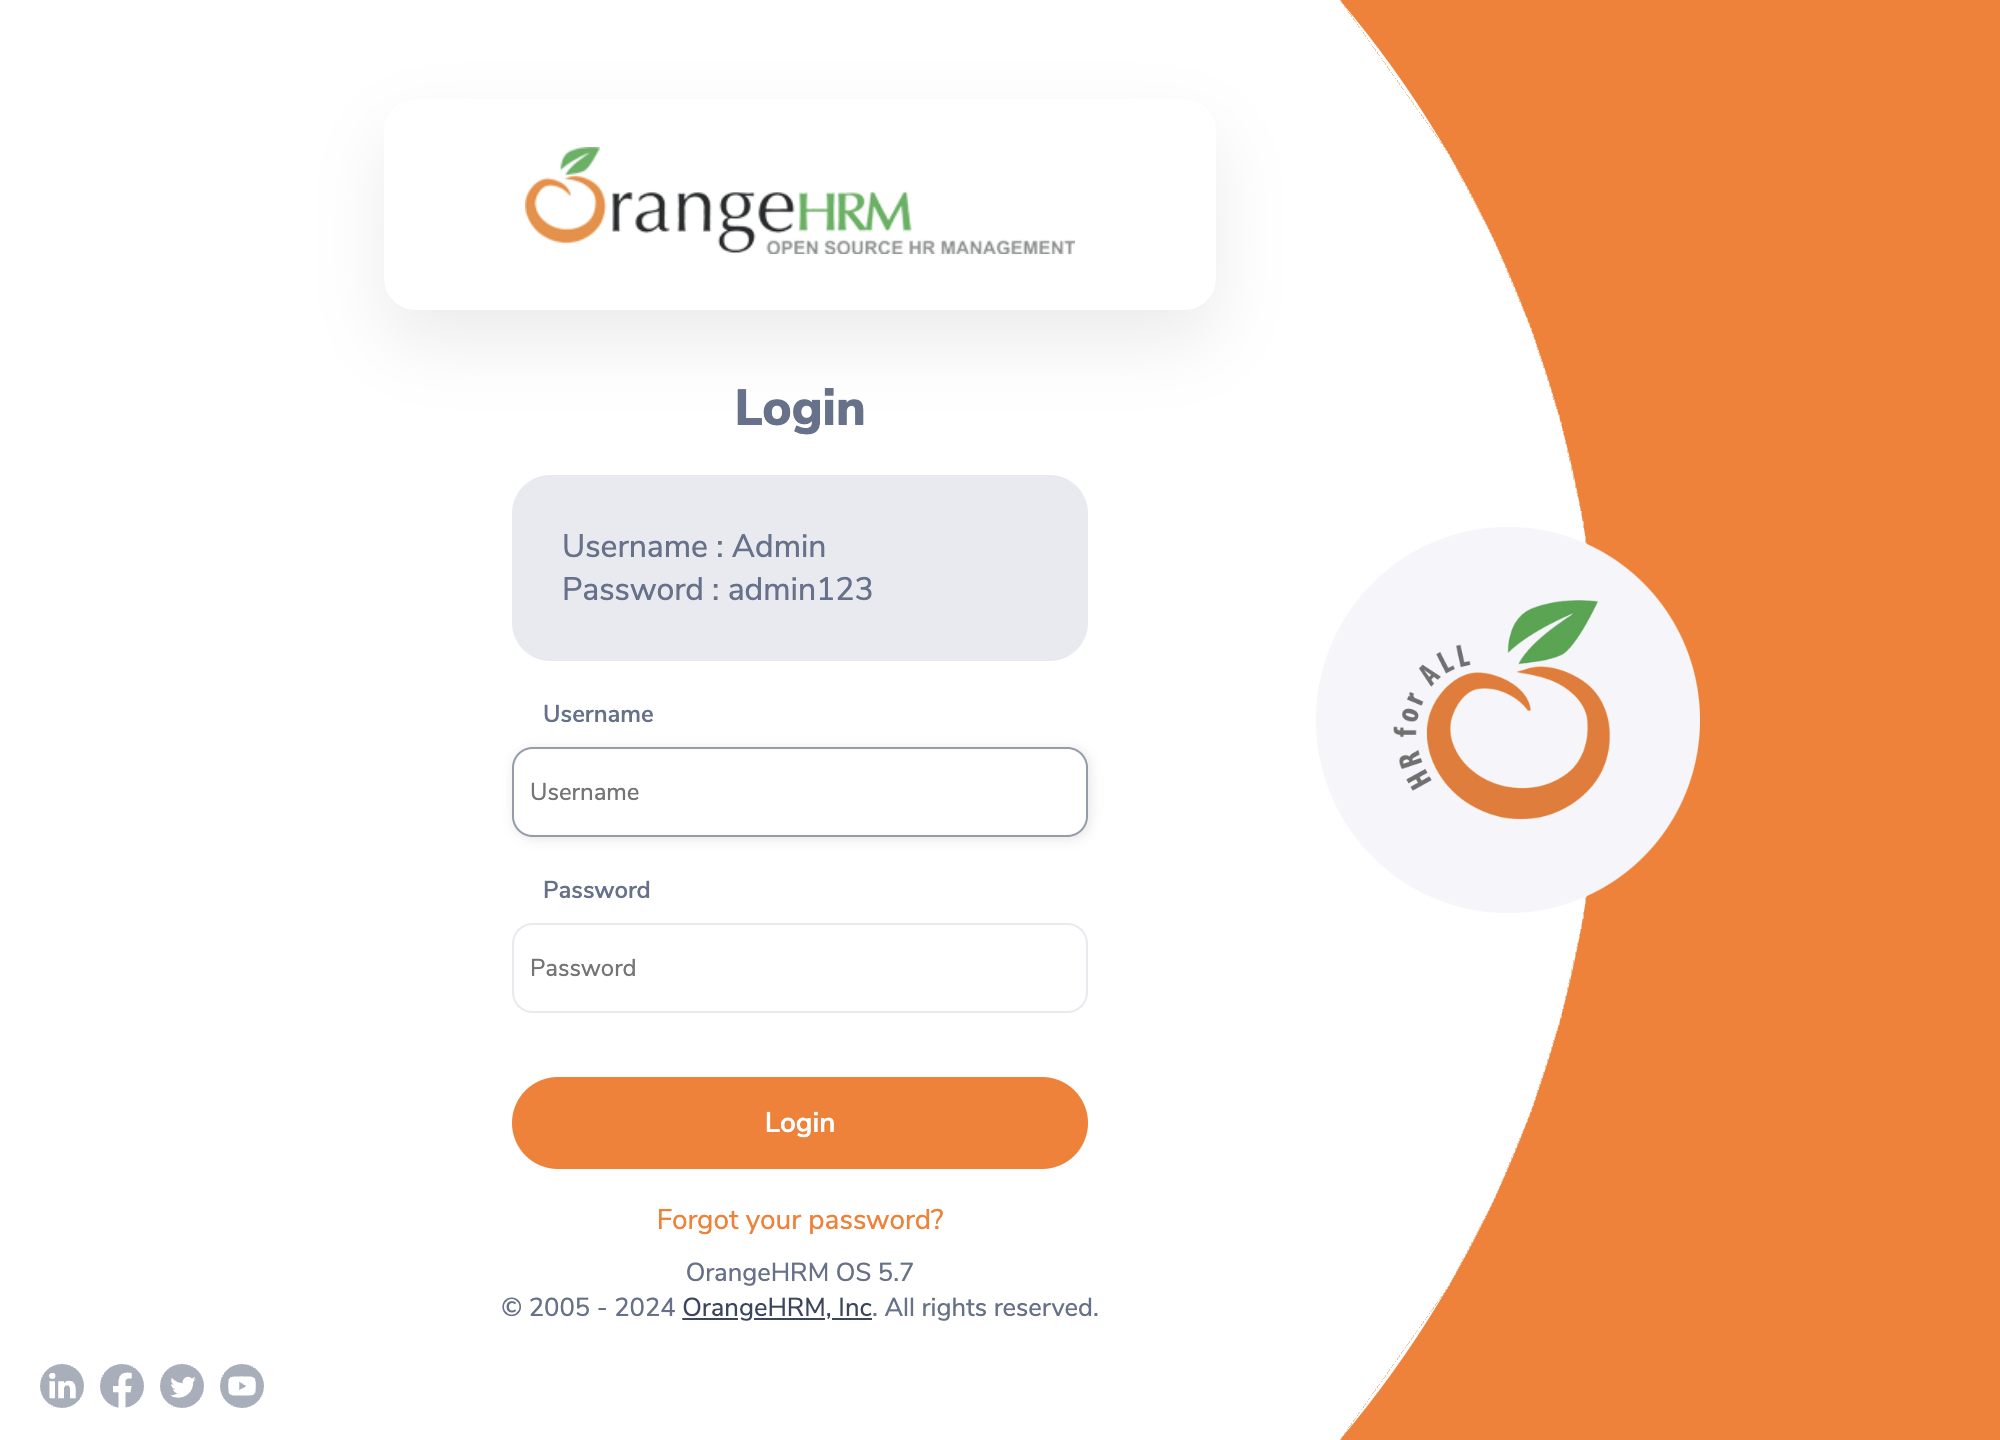 OrangeHRM
OPEN SOURCE HR MANAGEMENT
Login
Username : Admin
Password : admin123
Username
Username
Password
Password
Login
Forgot your password?
OrangeHRM OS 5.7
© 2005 - 2024 OrangeHRM, Inc. All rights reserved.
HR for ALL